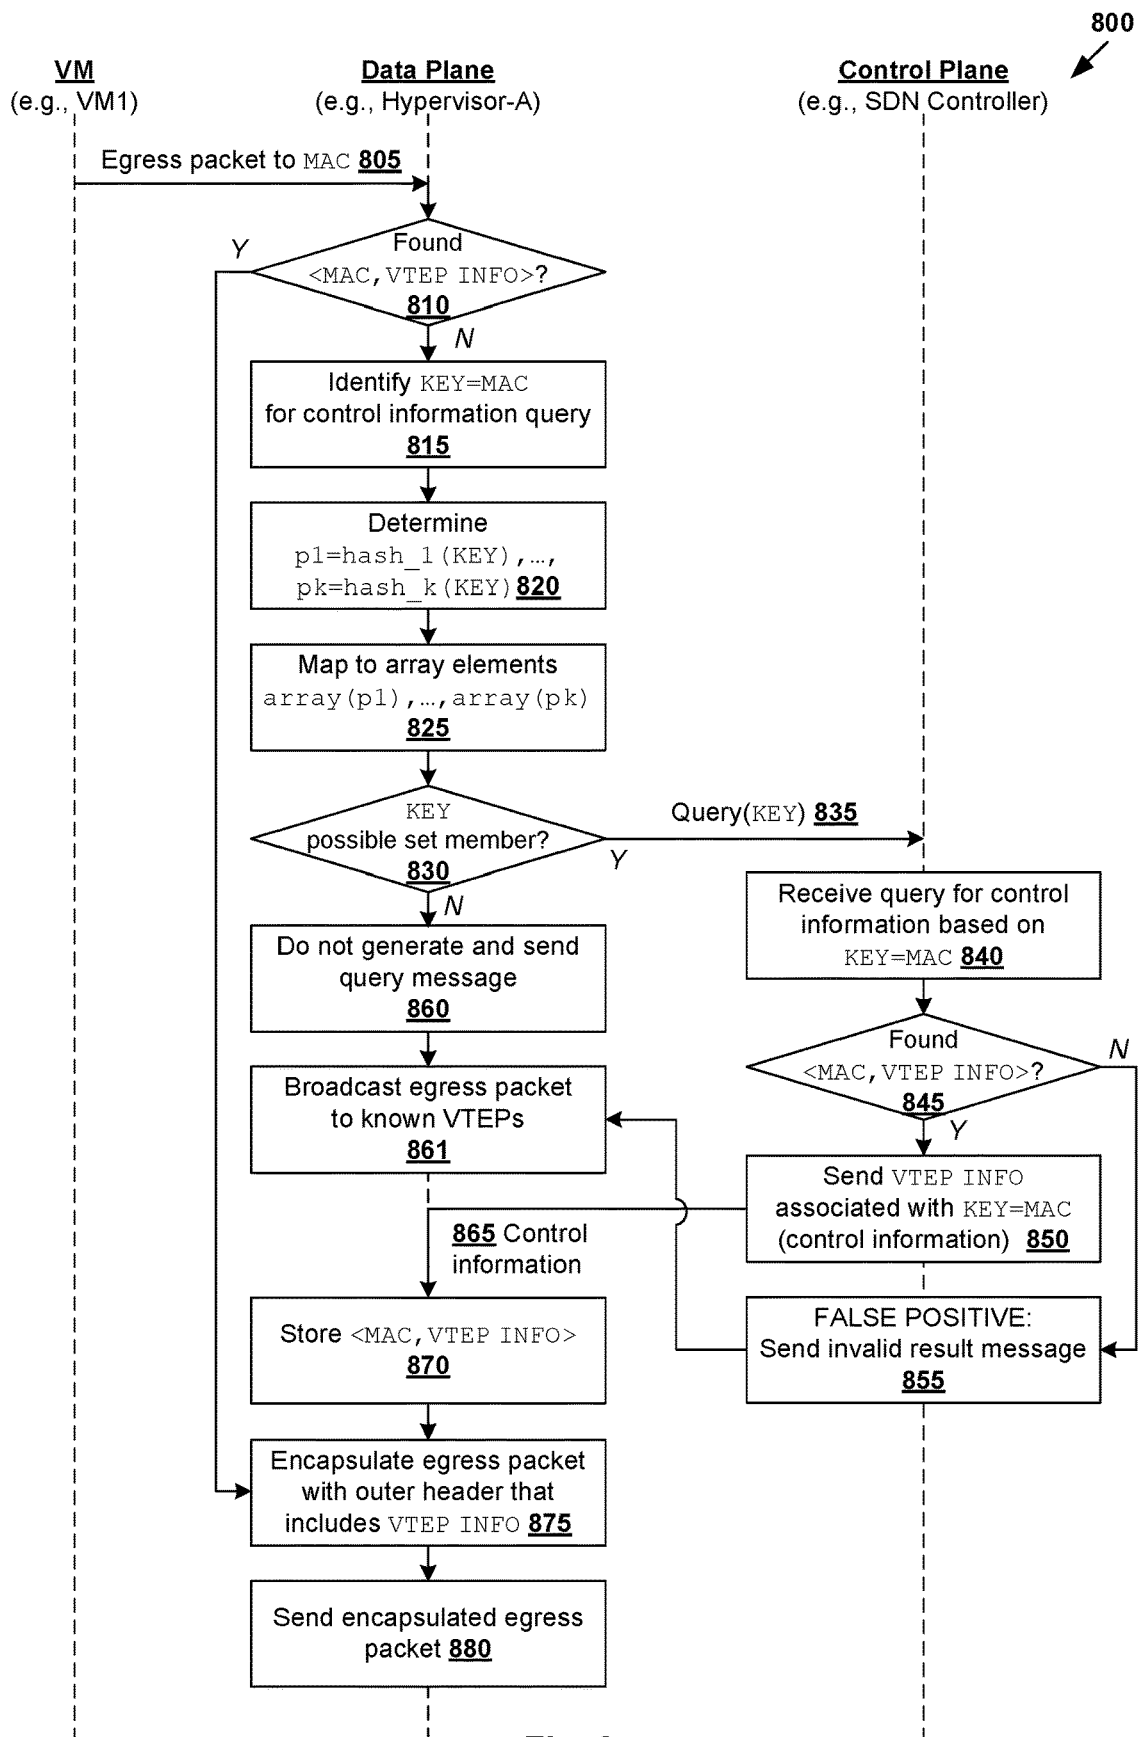 800
VM
(e.g., VM1)
Data Plane
(e.g., Hypervisor-A)
Control Plane
(e.g., SDN Controller)
Egress packet to MAC 805
Y
Found
<MAC,VTEP INFO>?
810
N
Identify KEY=MAC
for control information query
815
Determine
p1=hash_1(KEY),…,
pk=hash_k(KEY) 820
Map to array elements
array(p1),…,array(pk)
825
KEY
possible set member?
830
Query(KEY) 835
Y
N
Receive query for control
information based on
KEY=MAC 840
Do not generate and send
query message
860
Found
<MAC,VTEP INFO>?
845
N
Y
Broadcast egress packet
to known VTEPs
861
Send VTEP INFO
associated with KEY=MAC
(control information) 850
865 Control
information
FALSE POSITIVE:
Send invalid result message
855
Store <MAC,VTEP INFO>
870
Encapsulate egress packet
with outer header that
includes VTEP INFO 875
Send encapsulated egress
packet 880